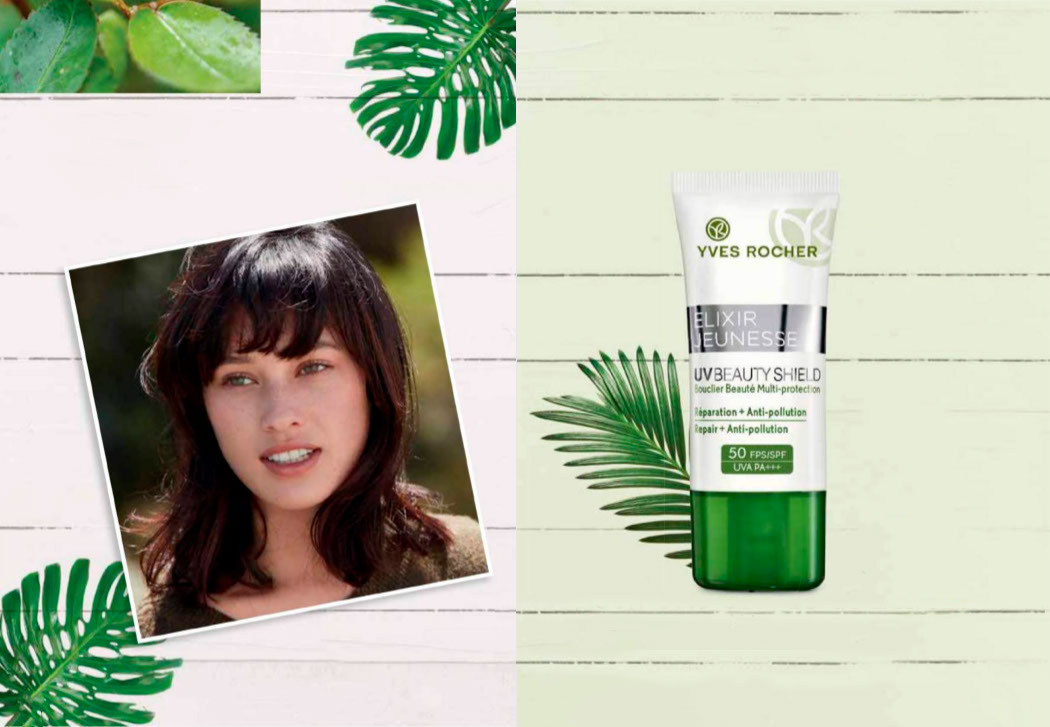 YVES ROCHER
ELIXIR
JEUNESSE
UV BEAUTY SHIELD
Bouclier Beauté Multi-protection
Réparation + Anti-pollution
Repair + Anti-pollution
50 FPS/SPF
UVA PA+++